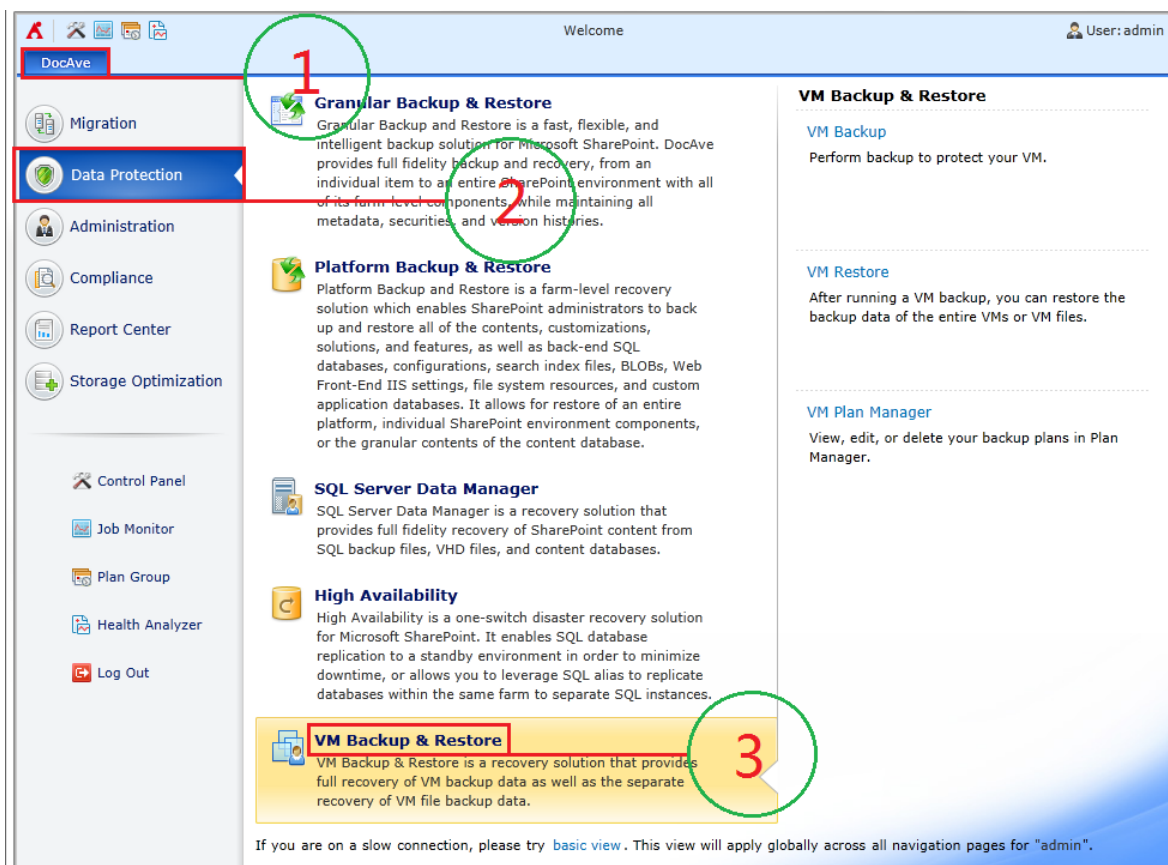 Welcome
User: admin
DocAve
1
Migration
Data Protection
Administration
Compliance
Report Center
Storage Optimization
Control Panel
Job Monitor
Plan Group
Health Analyzer
Log Out
Granular Backup & Restore
Granular Backup and Restore is a fast, flexible, and
intelligent backup solution for Microsoft SharePoint. DocAve
provides full fidelity backup and recovery, from an
individual item to an entire SharePoint environment with all
of its farm-level components, while maintaining all
metadata, securities, and version histories.
2
Platform Backup & Restore
Platform Backup and Restore is a farm-level recovery
solution which enables SharePoint administrators to back
up and restore all of the contents, customizations,
solutions, and features, as well as back-end SQL
databases, configurations, search index files, BLOBs, Web
Front-End IIS settings, file system resources, and custom
application databases. It allows for restore of an entire
platform, individual SharePoint environment components,
or the granular contents of the content database.
SQL Server Data Manager
SQL Server Data Manager is a recovery solution that
provides full fidelity recovery of SharePoint content from
SQL backup files, VHD files, and content databases.
High Availability
High Availability is a one-switch disaster recovery solution
for Microsoft SharePoint. It enables SQL database
replication to a standby environment in order to minimize
downtime, or allows you to leverage SQL alias to replicate
databases within the same farm to separate SQL instances.
VM Backup & Restore
VM Backup & Restore is a recovery solution that provides
full recovery of VM backup data as well as the separate
recovery of VM file backup data.
3
VM Backup & Restore
VM Backup
Perform backup to protect your VM.
VM Restore
After running a VM backup, you can restore the
backup data of the entire VMs or VM files.
VM Plan Manager
View, edit, or delete your backup plans in Plan
Manager.
If you are on a slow connection, please try basic view. This view will apply globally across all navigation pages for "admin".